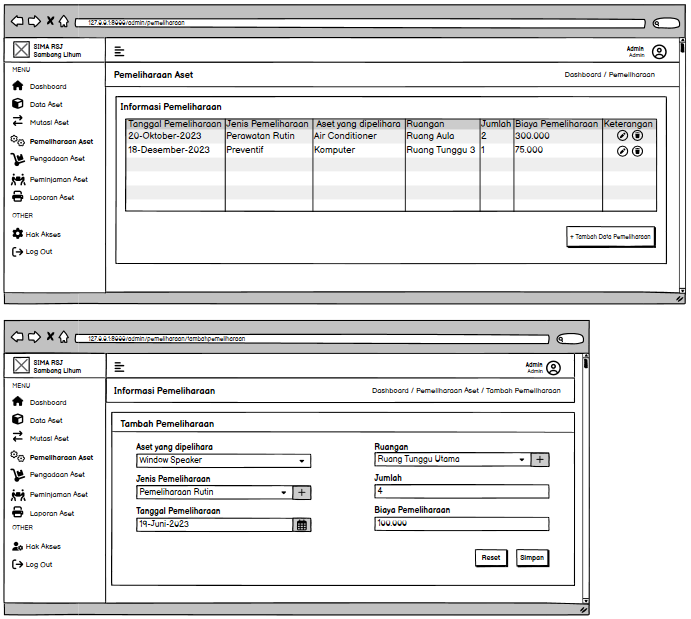 127.0.0.1:8000/admin/pemeliharaan
SIMA RSJ
Sambang Lihum
Admin
Admin
MENU
Dashboard
Data Aset
Mutasi Aset
Pemeliharaan Aset
Pengadaan Aset
Peminjaman Aset
Laporan Aset
OTHER
Hak Akses
Log Out
Pemeliharaan Aset
Dashboard / Pemeliharaan
Informasi Pemeliharaan
Tanggal Pemeliharaan Jenis Pemeliharaan Aset yang dipelihara Ruangan Jumlah Biaya Pemeliharaan Keterangan
20-Oktober-2023 Perawatan Rutin Air Conditioner Ruang Aula 2 300.000
18-Desember-2023 Preventif Komputer Ruang Tunggu 3 1 75.000
+ Tambah Data Pemeliharaan
127.0.0.1:8000/admin/pemeliharaan/tambahpemeliharaan
SIMA RSJ
Sambang Lihum
Admin
Admin
MENU
Dashboard
Data Aset
Mutasi Aset
Pemeliharaan Aset
Pengadaan Aset
Peminjaman Aset
Laporan Aset
OTHER
Hak Akses
Log Out
Informasi Pemeliharaan
Dashboard / Pemeliharaan Aset / Tambah Pemeliharaan
Tambah Pemeliharaan
Aset yang dipelihara
Window Speaker
Jenis Pemeliharaan
Pemeliharaan Rutin +
Tanggal Pemeliharaan
19-Juni-2023
Ruangan
Ruang Tunggu Utama +
Jumlah
4
Biaya Pemeliharaan
100.000
Reset Simpan